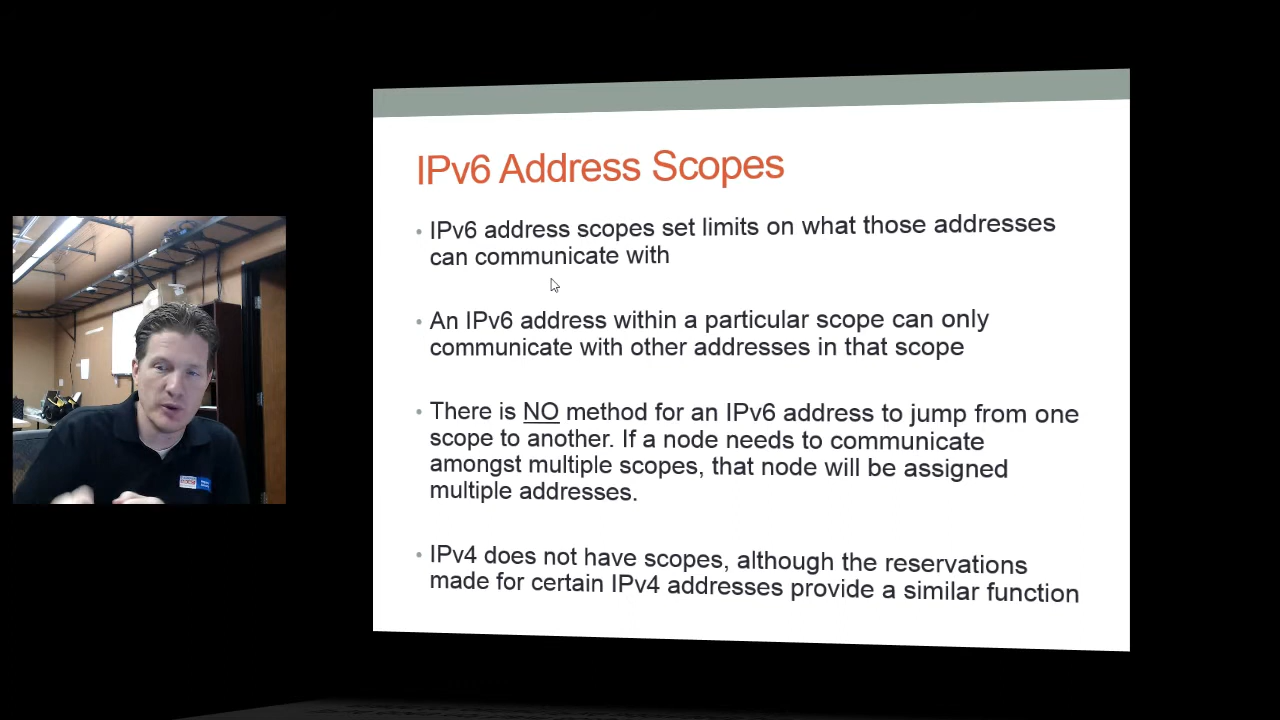 IPv6 Address Scopes
• IPv6 address scopes set limits on what those addresses
can communicate with
• An IPv6 address within a particular scope can only
communicate with other addresses in that scope
• There is NO method for an IPv6 address to jump from one
scope to another. If a node needs to communicate
amongst multiple scopes, that node will be assigned
multiple addresses.
• IPv4 does not have scopes, although the reservations
made for certain IPv4 addresses provide a similar function